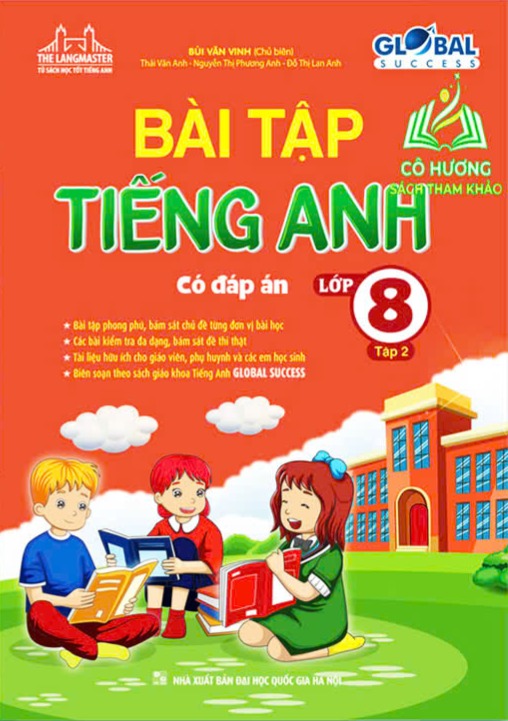 THE LANGMASTER
TỦ SÁCH HỌC TỐT TIẾNG ANH
BÙI VĂN VINH (Chủ biên)
Thái Vân Anh - Nguyễn Thị Phương Anh - Đỗ Thị Lan Anh
GLOBAL
SUCCESS
BÀI TẬP
CÔ HƯƠNG
SÁCH THAM KHẢO
TIẾNG ANH
Có đáp án
LỚP 8
Tập 2
★ Bài tập phong phú, bám sát chủ đề từng đơn vị bài học
★ Các bài kiểm tra đa dạng, bám sát đề thi thật
★ Tài liệu hữu ích cho giáo viên, phụ huynh và các em học sinh
★ Biên soạn theo sách giáo khoa Tiếng Anh GLOBAL SUCCESS
NHÀ XUẤT BẢN ĐẠI HỌC QUỐC GIA HÀ NỘI